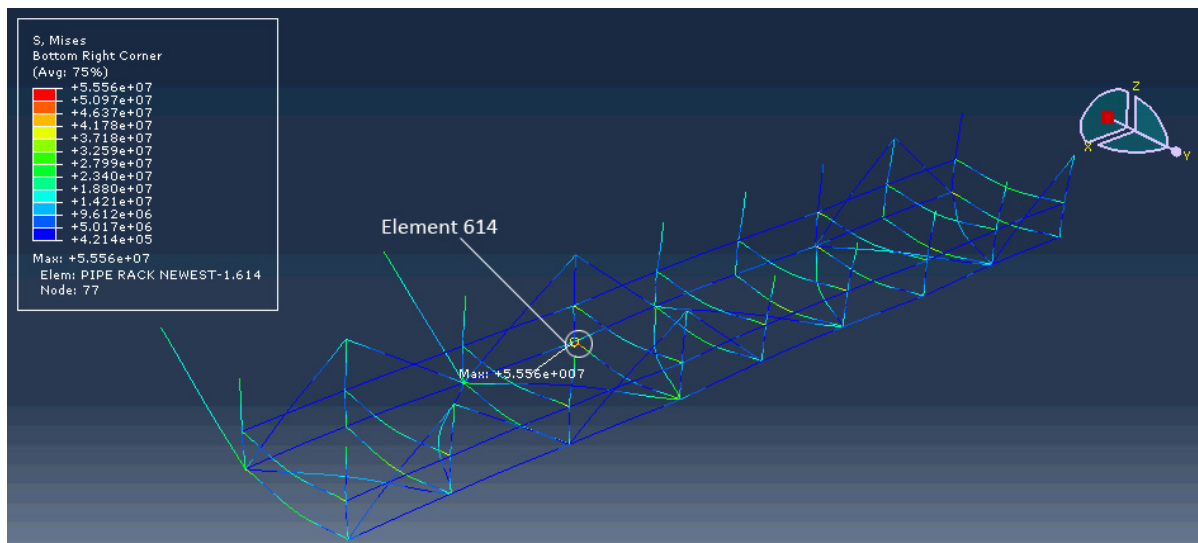 S, Mises
Bottom Right Corner
(Avg: 75%)
+5.556e+07
+5.097e+07
+4.637e+07
+4.178e+07
+3.718e+07
+3.259e+07
+2.799e+07
+2.340e+07
+1.880e+07
+1.421e+07
+9.612e+06
+5.017e+06
+4.214e+05
Max: +5.556e+07
Elem: PIPE RACK NEWEST-1.614
Node: 77
Element 614
Max: +5.556e+007
Z
X
Y